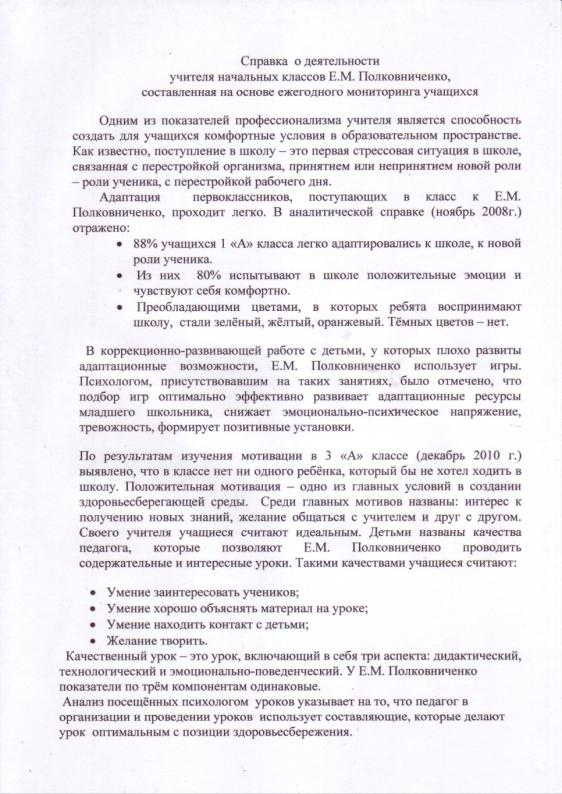 Справка о деятельности
учителя начальных классов Е.М. Полковниченко,
составленная на основе ежегодного мониторинга учащихся
Одним из показателей профессионализма учителя является способность
создать для учащихся комфортные условия в образовательном пространстве.
Как известно, поступление в школу – это первая стрессовая ситуация в школе,
связанная с перестройкой организма, принятием или непринятием новой роли
– роли ученика, с перестройкой рабочего дня.
Адаптация первоклассников, поступающих в класс к Е.М.
Полковниченко, проходит легко. В аналитической справке (ноябрь 2008г.)
отражено:
• 88% учащихся 1 «А» класса легко адаптировались к школе, к новой
роли ученика.
• Из них 80% испытывают в школе положительные эмоции и
чувствуют себя комфортно.
• Преобладающими цветами, в которых ребята воспринимают
школу, стали зелёный, жёлтый, оранжевый. Тёмных цветов – нет.
В коррекционно-развивающей работе с детьми, у которых плохо развиты
адаптационные возможности, Е.М. Полковниченко использует игры.
Психологом, присутствовавшим на таких занятиях, было отмечено, что
подбор игр оптимально эффективно развивает адаптационные ресурсы
младшего школьника, снижает эмоционально-психическое напряжение,
тревожность, формирует позитивные установки.
По результатам изучения мотивации в 3 «А» классе (декабрь 2010 г.)
выявлено, что в классе нет ни одного ребёнка, который бы не хотел ходить в
школу. Положительная мотивация – одно из главных условий в создании
здоровьесберегающей среды. Среди главных мотивов названы: интерес к
получению новых знаний, желание общаться с учителем и друг с другом.
Своего учителя учащиеся считают идеальным. Детьми названы качества
педагога, которые позволяют Е.М. Полковниченко проводить
содержательные и интересные уроки. Такими качествами учащиеся считают:
• Умение заинтересовать учеников;
• Умение хорошо объяснять материал на уроке;
• Умение находить контакт с детьми;
• Желание творить.
Качественный урок – это урок, включающий в себя три аспекта: дидактический,
технологический и эмоционально-поведенческий. У Е.М. Полковниченко
показатели по трём компонентам одинаковые.
Анализ посещённых психологом уроков указывает на то, что педагог в
организации и проведении уроков использует составляющие, которые делают
урок оптимальным с позиции здоровьесбережения.